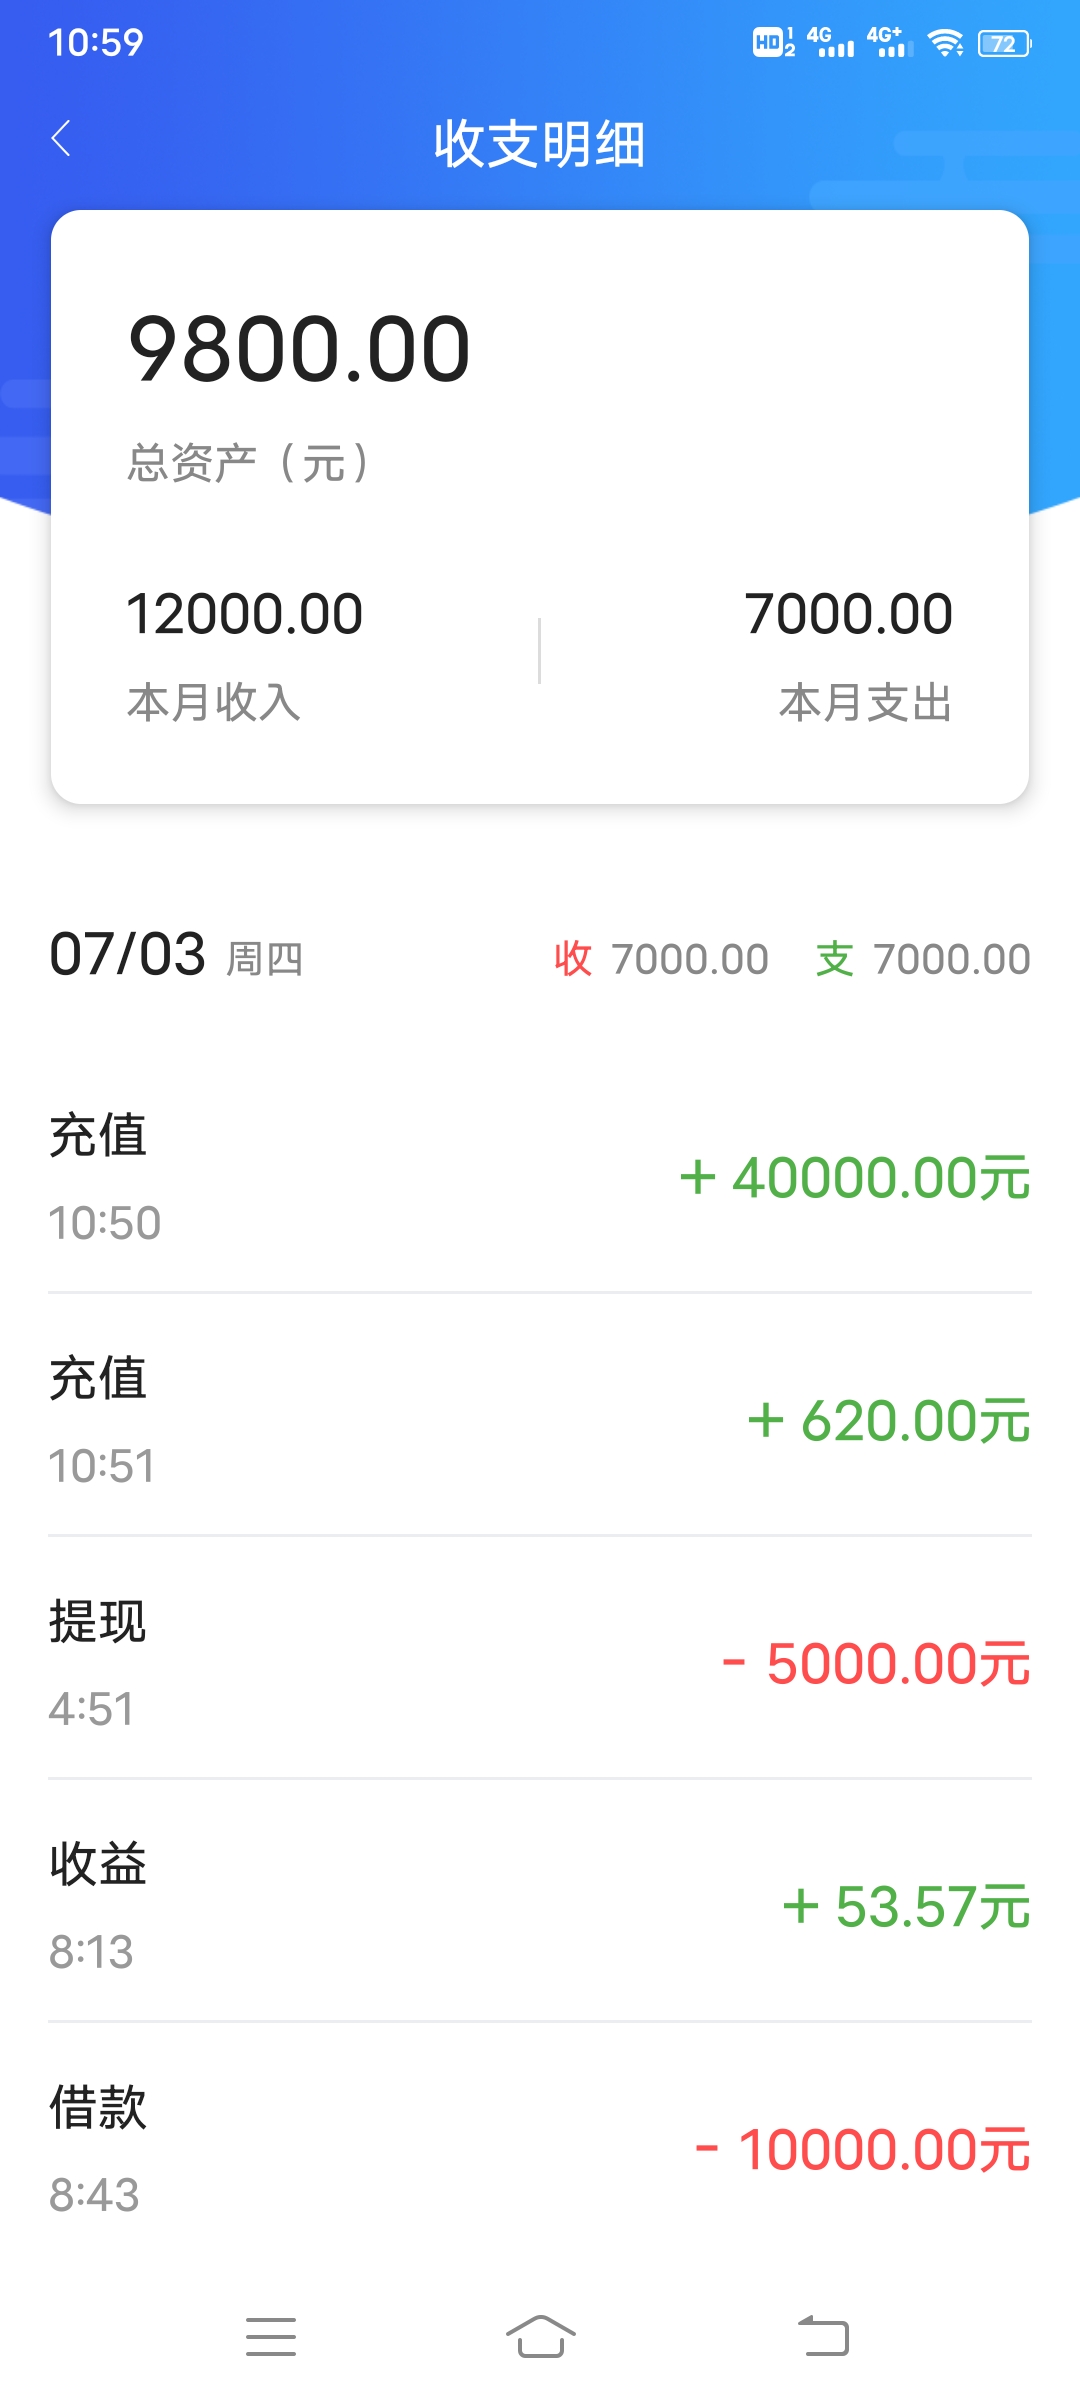 10:59 HD 1 2 4G 4G+ 72
收支明细
9800.00
总资产（元）
12000.00 7000.00
本月收入 本月支出
07/03 周四 收 7000.00 支 7000.00
充值
+ 40000.00元
10:50
充值
+ 620.00元
10:51
提现
- 5000.00元
4:51
收益
+ 53.57元
8:13
借款
- 10000.00元
8:43